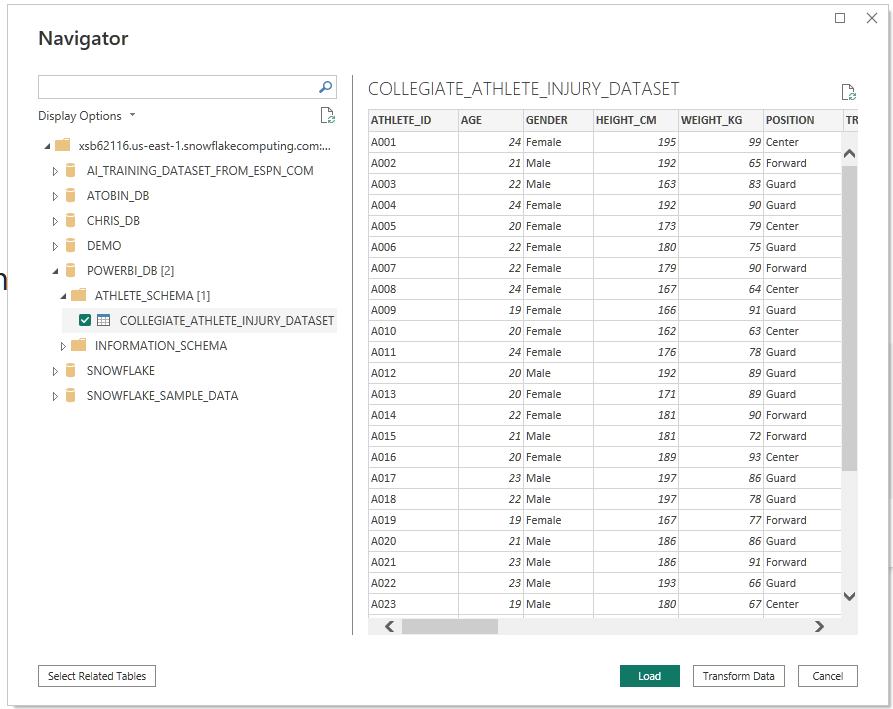 Navigator
Display Options
xsb62116.us-east-1.snowflakecomputing.com:...
AI_TRAINING_DATASET_FROM_ESPN_COM
ATOBIN_DB
CHRIS_DB
DEMO
POWERBI_DB [2]
ATHLETE_SCHEMA [1]
COLLEGIATE_ATHLETE_INJURY_DATASET
INFORMATION_SCHEMA
SNOWFLAKE
SNOWFLAKE_SAMPLE_DATA
COLLEGIATE_ATHLETE_INJURY_DATASET
ATHLETE_ID AGE GENDER HEIGHT_CM WEIGHT_KG POSITION TR
A001 24 Female 195 99 Center
A002 21 Male 192 65 Forward
A003 22 Male 163 83 Guard
A004 24 Female 192 90 Guard
A005 20 Female 173 79 Center
A006 22 Female 180 75 Guard
A007 22 Female 179 90 Forward
A008 24 Female 167 64 Center
A009 19 Female 166 91 Guard
A010 20 Female 162 63 Center
A011 24 Female 176 78 Guard
A012 20 Male 192 89 Guard
A013 20 Female 171 89 Guard
A014 22 Female 181 90 Forward
A015 21 Male 181 72 Forward
A016 20 Female 189 93 Center
A017 23 Male 197 86 Guard
A018 22 Male 197 78 Guard
A019 19 Female 167 77 Forward
A020 21 Male 186 86 Guard
A021 23 Male 186 91 Forward
A022 23 Male 193 66 Guard
A023 19 Male 180 67 Center
Select Related Tables
Load
Transform Data
Cancel